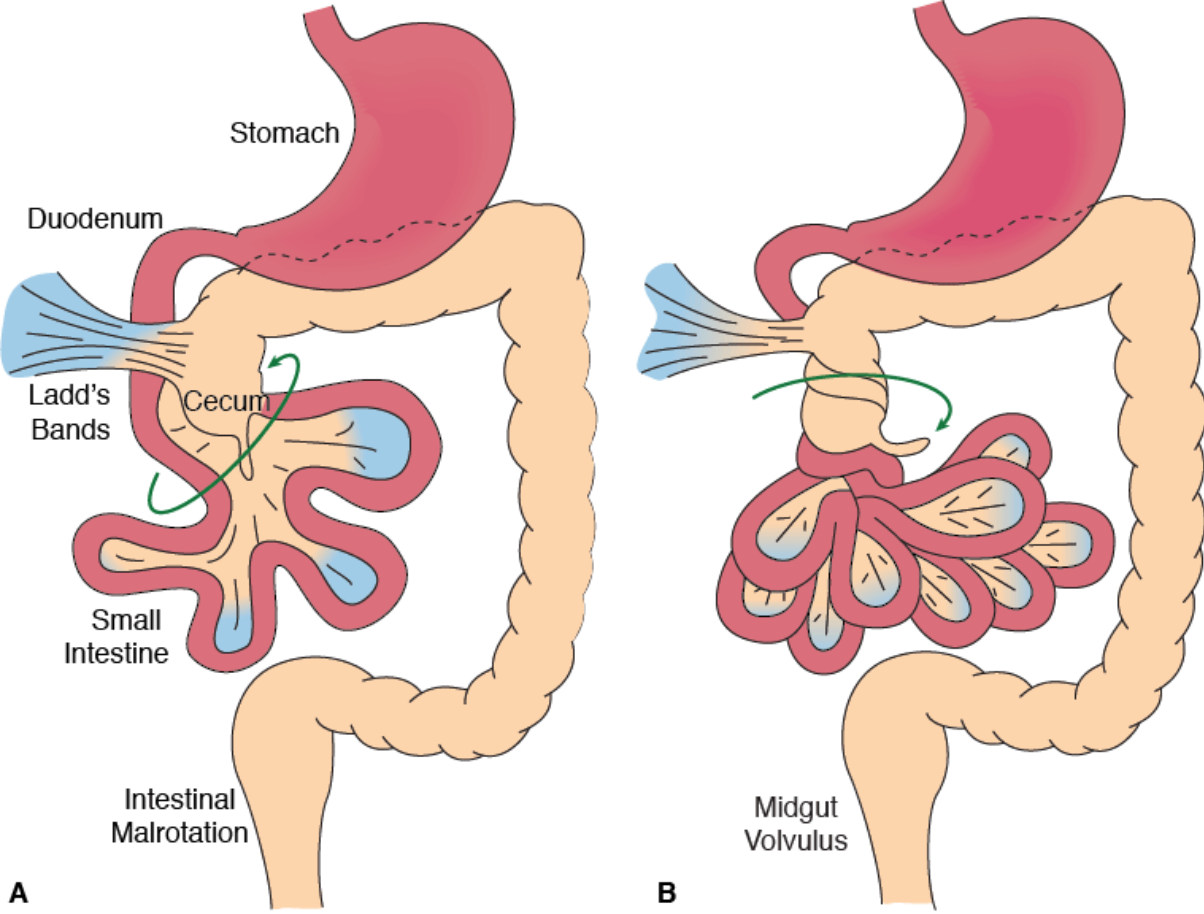 Stomach
Duodenum
Ladd's
Bands
Cecum
Small
Intestine
Intestinal
Malrotation
A
Midgut
Volvulus
B